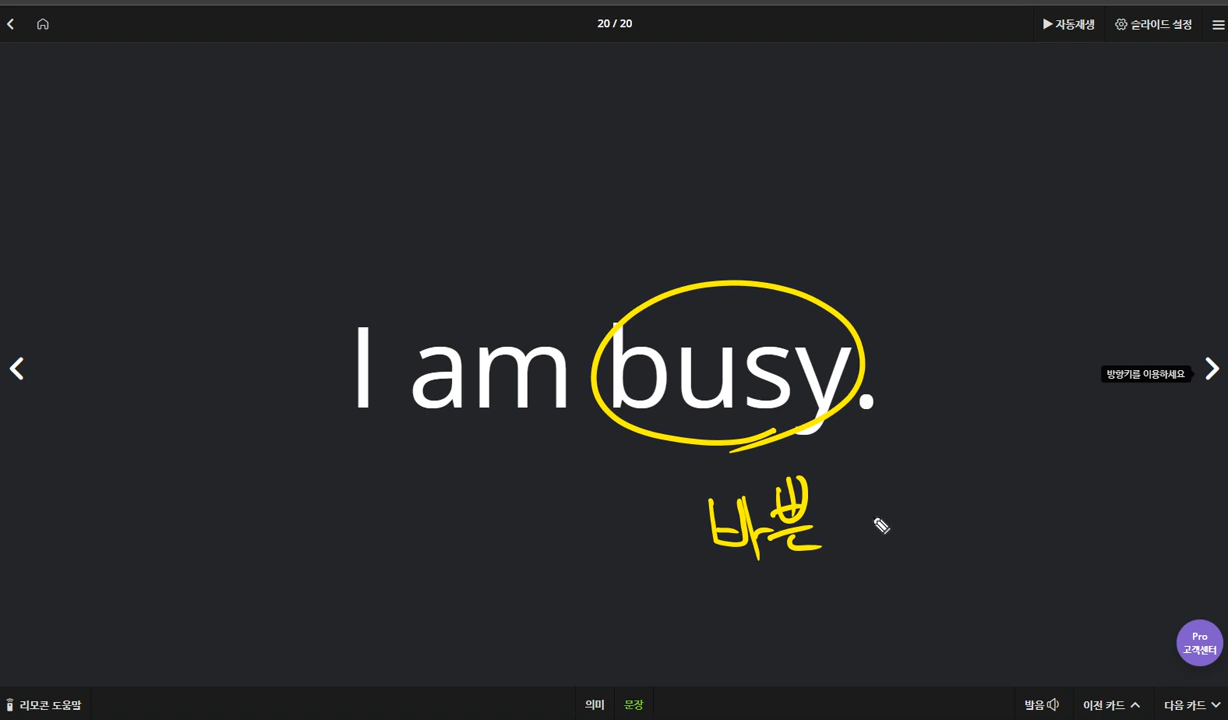 20 / 20
자동재생
슬라이드 설정
I am busy.
방향키를 이용하세요
바쁜
Pro
고객센터
리모콘 도움말
의미
문장
발음
이전 카드
다음 카드